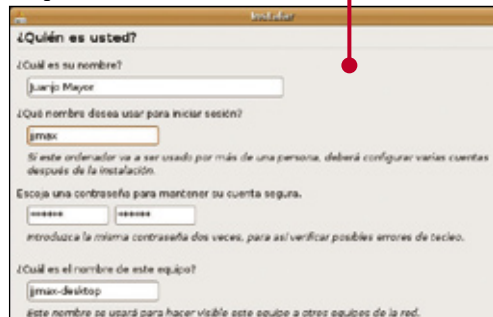 Instalar
¿Quién es usted?
¿Cuál es su nombre?
Juanjo Mayor
¿Qué nombre desea usar para iniciar sesión?
jjmax
Si este ordenador va a ser usado por más de una persona, deberá configurar varias cuentas
después de la instalación.
Escoja una contraseña para mantener su cuenta segura.
****** ******
Introduzca la misma contraseña dos veces, para así verificar posibles errores de tecleo.
¿Cuál es el nombre de este equipo?
jjmax-desktop
Este nombre se usará para hacer visible este equipo a otros equipos de la red.